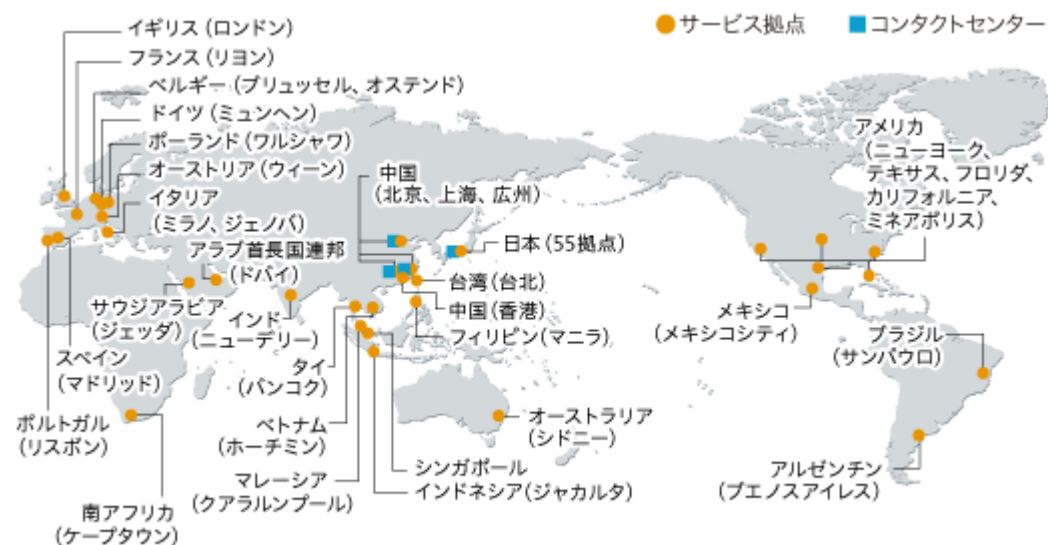 サービス拠点
コンタクトセンター
イギリス(ロンドン)
フランス(リヨン)
ベルギー(ブリュッセル、オステンド)
ドイツ(ミュンヘン)
ポーランド(ワルシャワ)
オーストリア(ウィーン)
イタリア
(ミラノ、ジェノバ)
アラブ首長国連邦
(ドバイ)
サウジアラビア
(ジェッダ)
インド
(ニューデリー)
スペイン
(マドリッド)
ポルトガル
(リスボン)
南アフリカ
(ケープタウン)
中国
(北京、上海、広州)
日本(55拠点)
台湾(台北)
中国(香港)
フィリピン(マニラ)
タイ
(バンコク)
ベトナム
(ホーチミン)
マレーシア
(クアラルンプール)
シンガポール
インドネシア(ジャカルタ)
オーストラリア
(シドニー)
アメリカ
(ニューヨーク、
テキサス、フロリダ、
カリフォルニア、
ミネアポリス)
メキシコ
(メキシコシティ)
ブラジル
(サンパウロ)
アルゼンチン
(ブエノスアイレス)